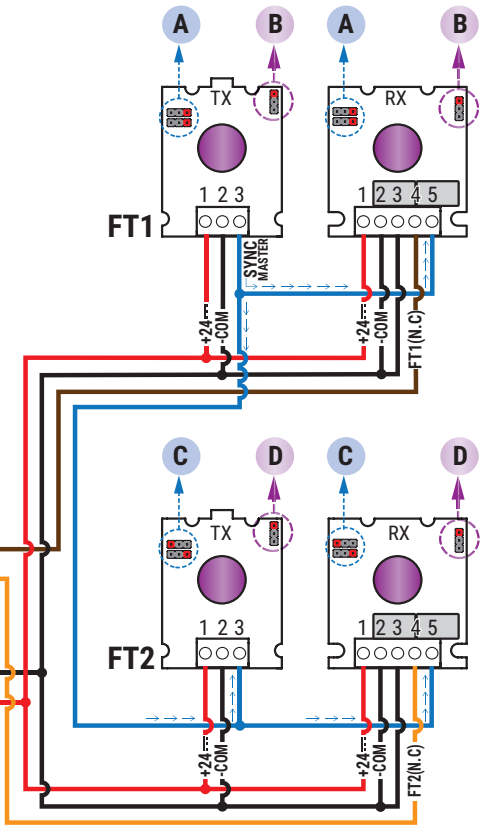 A B A B
TX RX
1 2 3 1 2 3 4 5
FT1
SYNC
MASTER
+24
-COM
+24
-COM
FT1(N.C)
C D C D
TX RX
1 2 3 1 2 3 4 5
FT2
+24
-COM
+24
-COM
FT2(N.C)